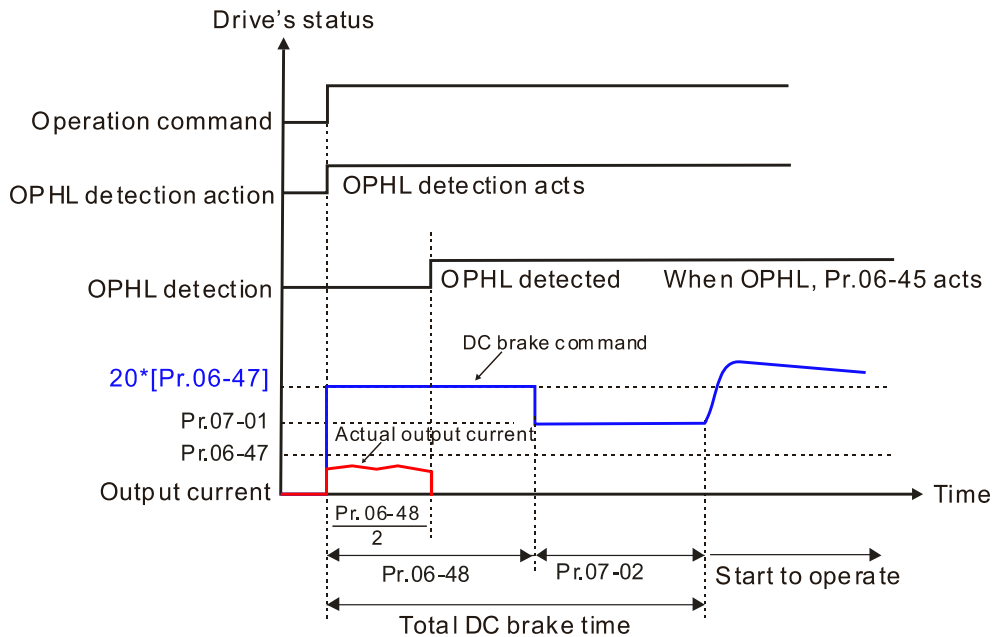 Drive's status
Operation command
OPHL detection acts
OPHL detection action
OPHL detected
When OPHL, Pr.06-45 acts
OPHL detection
DC brake command
20*[Pr.06-47]
Pr.07-01
Actual output current
Pr.06-47
Output current
Time
Pr.06-48
2
Pr.06-48
Pr.07-02
Start to operate
Total DC brake time